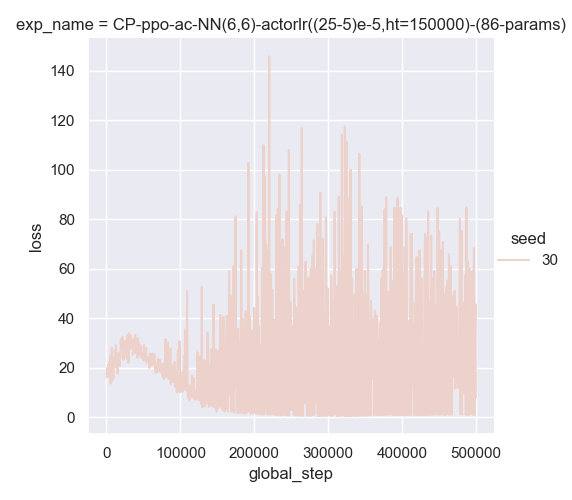 exp_name = CP-ppo-ac-NN(6,6)-actorlr((25-5)e-5,ht=150000)-(86-params)
140
120
100
80
60
40
20
0
loss
0 100000 200000 300000 400000 500000
global_step
seed
30